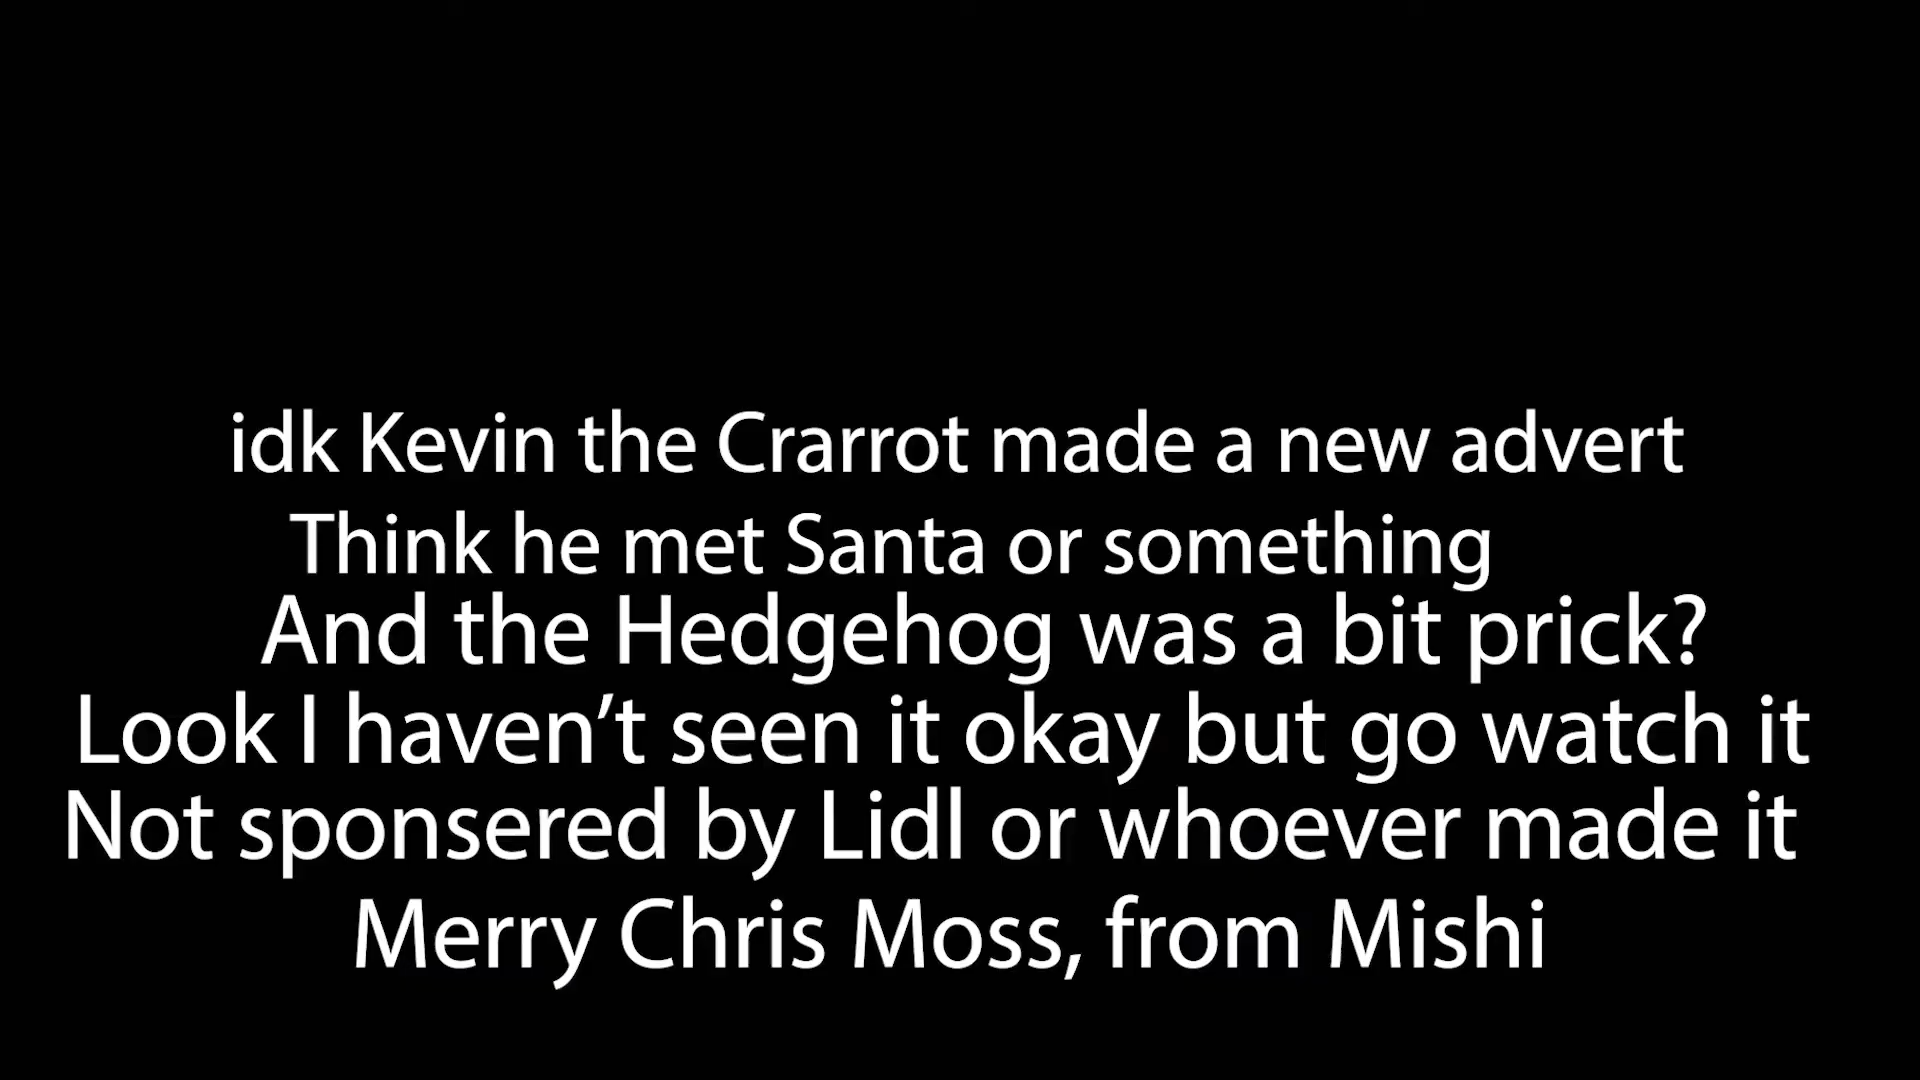 idk Kevin the Crarrot made a new advert
Think he met Santa or something
And the Hedgehog was a bit prick?
Look I haven’t seen it okay but go watch it
Not sponsered by Lidl or whoever made it
Merry Chris Moss, from Mishi